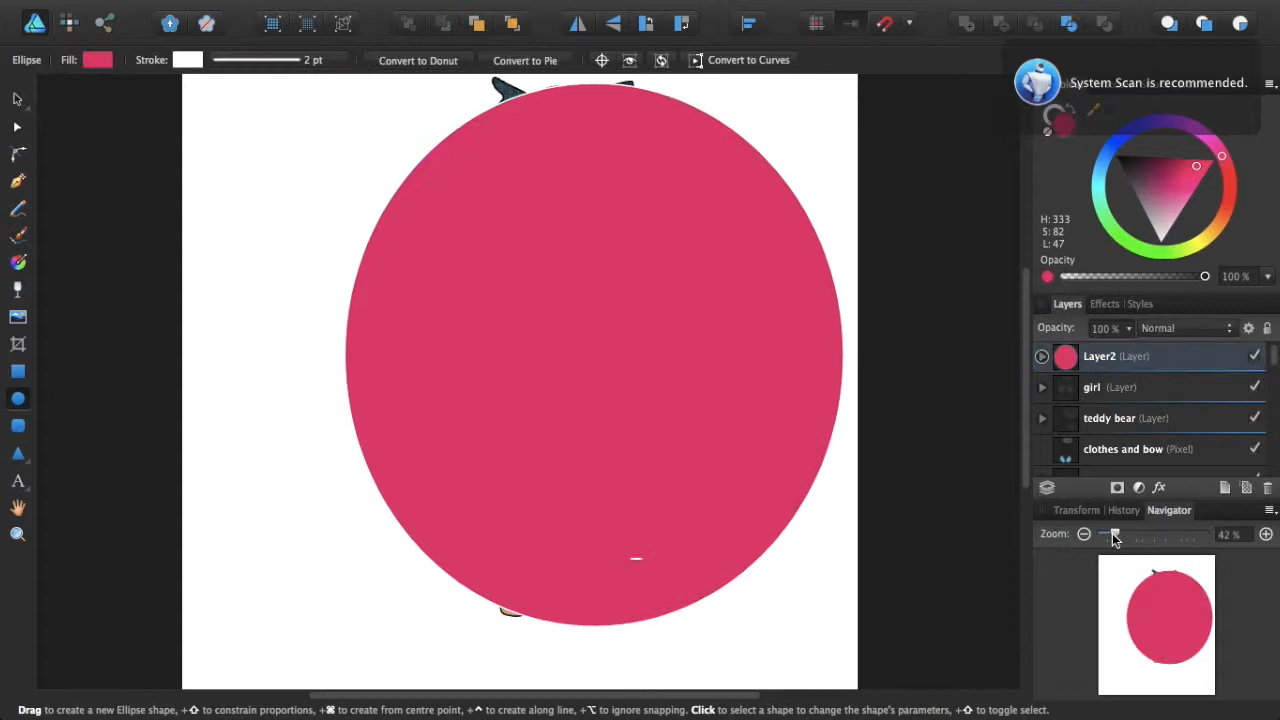 Ellipse Fill: Stroke: 2 pt Convert to Donut Convert to Pie Convert to Curves
System Scan is recommended.
H: 333
S: 82
L: 47
Opacity
100 %
Layers Effects Styles
Opacity: 100 % Normal
Layer2 (Layer)
girl (Layer)
teddy bear (Layer)
clothes and bow (Pixel)
fx
Transform History Navigator
Zoom: 42 %
A
Drag to create a new Ellipse shape, +⇧ to constrain proportions, +⌘ to create from centre point, +⌃ to create along line, +⌥ to ignore snapping. Click to select a shape to change the shape's parameters, +⇧ to toggle select.